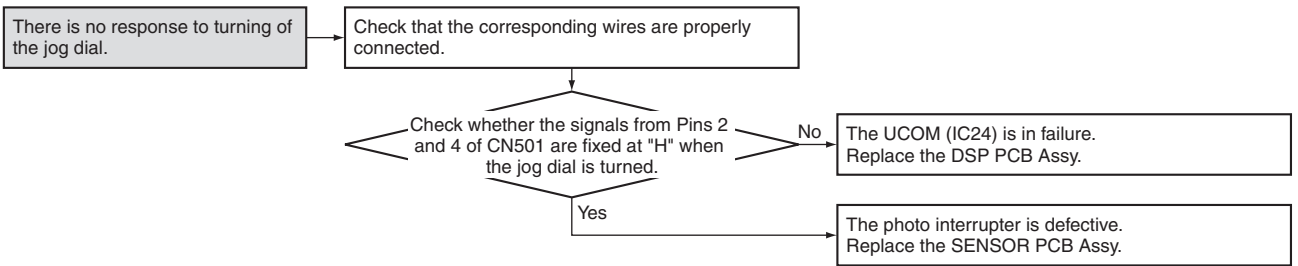 There is no response to turning of
the jog dial.
Check that the corresponding wires are properly
connected.
Check whether the signals from Pins 2
and 4 of CN501 are fixed at "H" when
the jog dial is turned.
No
The UCOM (IC24) is in failure.
Replace the DSP PCB Assy.
Yes
The photo interrupter is defective.
Replace the SENSOR PCB Assy.